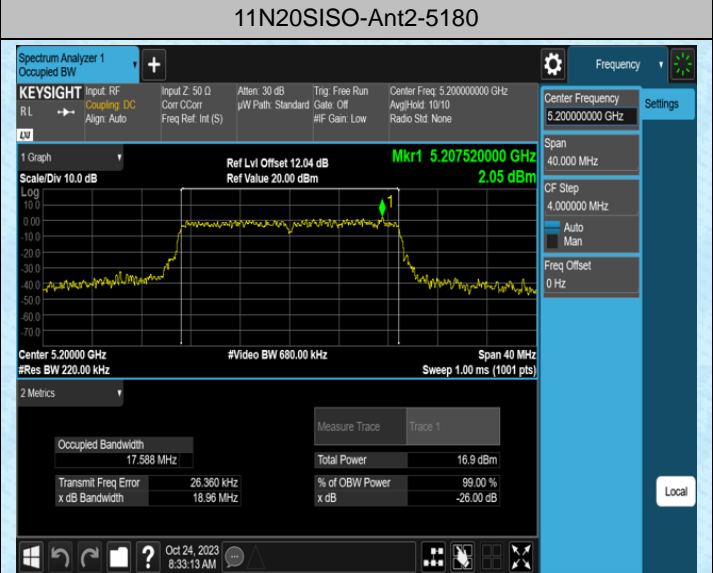 11N20SISO-Ant2-5180
Spectrum Analyzer 1
Occupied BW
Frequency
KEYSIGHT
RL
Input: RF
Coupling: DC
Align: Auto
Input Z: 50 Ω
Corr CCorr
Freq Ref: Int (S)
Atten: 30 dB
µW Path: Standard
Trig: Free Run
Gate: Off
#IF Gain: Low
Center Freq: 5.200000000 GHz
Avg|Hold: 10/10
Radio Std: None
LXI
1 Graph
Scale/Div 10.0 dB
Ref Lvl Offset 12.04 dB
Ref Value 20.00 dBm
Mkr1 5.207520000 GHz
2.05 dBm
Log
10.0
0.00
-10.0
-20.0
-30.0
-40.0
-50.0
-60.0
-70.0
1
Center 5.20000 GHz
#Res BW 220.00 kHz
#Video BW 680.00 kHz
Span 40 MHz
Sweep 1.00 ms (1001 pts)
2 Metrics
Measure Trace Trace 1
Occupied Bandwidth
17.588 MHz
Total Power 16.9 dBm
Transmit Freq Error 26.360 kHz
% of OBW Power 99.00 %
x dB Bandwidth 18.96 MHz
x dB -26.00 dB
Center Frequency
5.200000000 GHz
Settings
Span
40.000 MHz
CF Step
4.000000 MHz
Auto
Man
Freq Offset
0 Hz
Local
?
Oct 24, 2023
8:33:13 AM